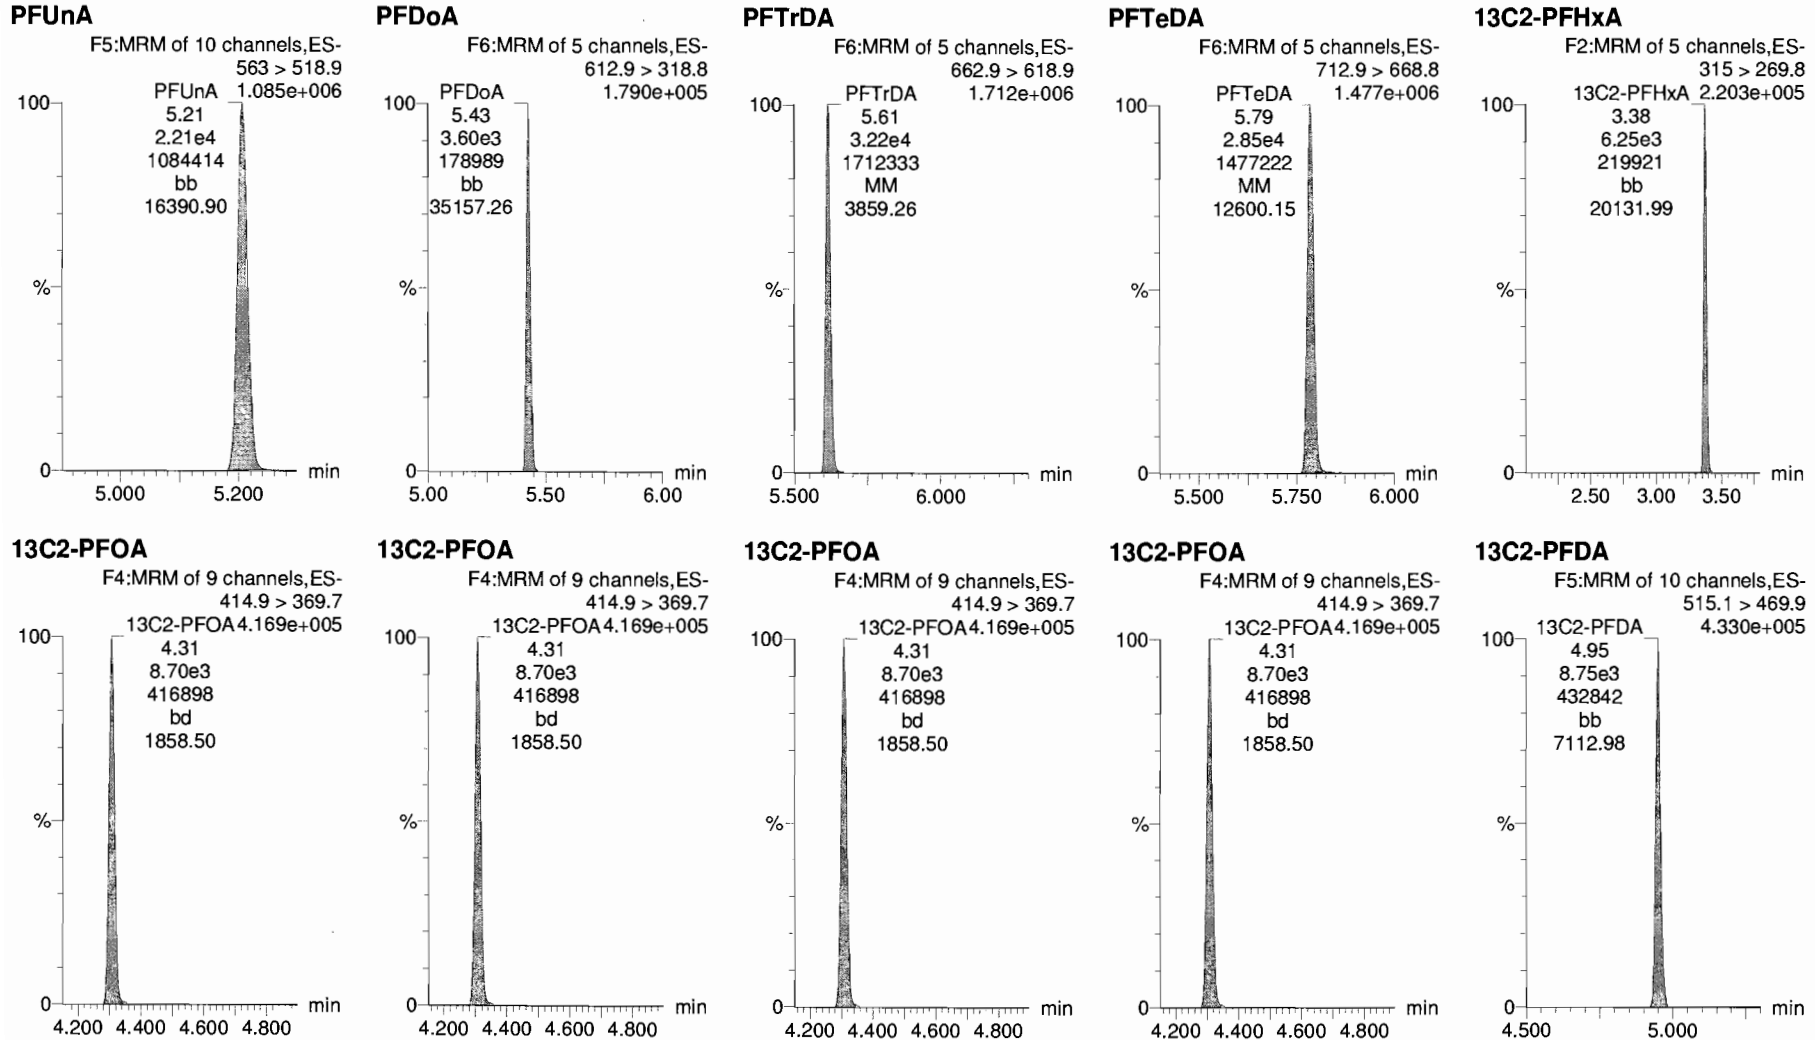 PFUnA
F5:MRM of 10 channels,ES-
563 > 518.9
1.085e+006
PFUnA
5.21
2.21e4
1084414
bb
16390.90
100
%
0
min
5.000 5.200
PFDoA
F6:MRM of 5 channels,ES-
612.9 > 318.8
1.790e+005
PFDoA
5.43
3.60e3
178989
bb
35157.26
100
%
0
min
5.00 5.50 6.00
PFTrDA
F6:MRM of 5 channels,ES-
662.9 > 618.9
1.712e+006
PFTrDA
5.61
3.22e4
1712333
MM
3859.26
100
%
0
min
5.500 6.000
PFTeDA
F6:MRM of 5 channels,ES-
712.9 > 668.8
1.477e+006
PFTeDA
5.79
2.85e4
1477222
MM
12600.15
100
%
0
min
5.500 5.750 6.000
13C2-PFHxA
F2:MRM of 5 channels,ES-
315 > 269.8
13C2-PFHxA 2.203e+005
3.38
6.25e3
219921
bb
20131.99
100
%
0
min
2.50 3.00 3.50
13C2-PFOA
F4:MRM of 9 channels,ES-
414.9 > 369.7
13C2-PFOA 4.169e+005
4.31
8.70e3
416898
bd
1858.50
100
%
0
min
4.200 4.400 4.600 4.800
13C2-PFOA
F4:MRM of 9 channels,ES-
414.9 > 369.7
13C2-PFOA 4.169e+005
4.31
8.70e3
416898
bd
1858.50
100
%
0
min
4.200 4.400 4.600 4.800
13C2-PFOA
F4:MRM of 9 channels,ES-
414.9 > 369.7
13C2-PFOA 4.169e+005
4.31
8.70e3
416898
bd
1858.50
100
%
0
min
4.200 4.400 4.600 4.800
13C2-PFOA
F4:MRM of 9 channels,ES-
414.9 > 369.7
13C2-PFOA 4.169e+005
4.31
8.70e3
416898
bd
1858.50
100
%
0
min
4.200 4.400 4.600 4.800
13C2-PFDA
F5:MRM of 10 channels,ES-
515.1 > 469.9
4.330e+005
13C2-PFDA
4.95
8.75e3
432842
bb
7112.98
100
%
0
min
4.500 5.000